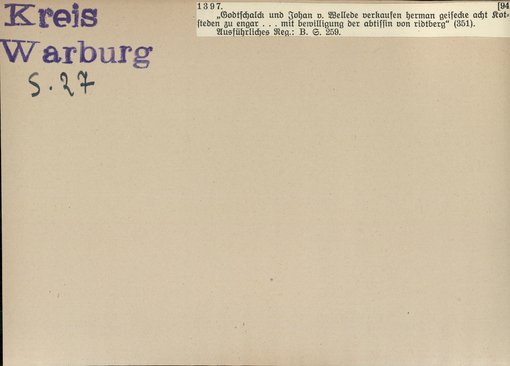 Kreis
Warburg
S. 27
1397. [94
„Godtschalck und Johan v. Wellede verkaufen herman geisecke acht Kot-
steden zu engar . . . mit bewilligung der abtissin von ridtberg“ (351).
Ausführliches Reg.: B. S. 259.